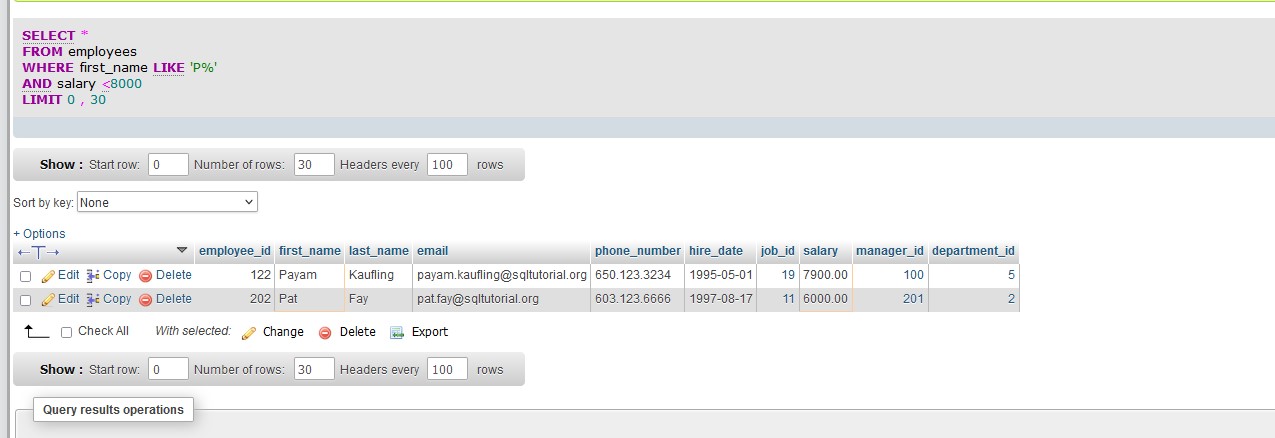 SELECT *
FROM employees
WHERE first_name LIKE 'P%'
AND salary <8000
LIMIT 0 , 30
Show : Start row: 0 Number of rows: 30 Headers every 100 rows
Sort by key: None
+ Options
←T→ employee_id first_name last_name email phone_number hire_date job_id salary manager_id department_id
Edit Copy Delete 122 Payam Kaufling payam.kaufling@sqltutorial.org 650.123.3234 1995-05-01 19 7900.00 100 5
Edit Copy Delete 202 Pat Fay pat.fay@sqltutorial.org 603.123.6666 1997-08-17 11 6000.00 201 2
Check All With selected: Change Delete Export
Show : Start row: 0 Number of rows: 30 Headers every 100 rows
Query results operations